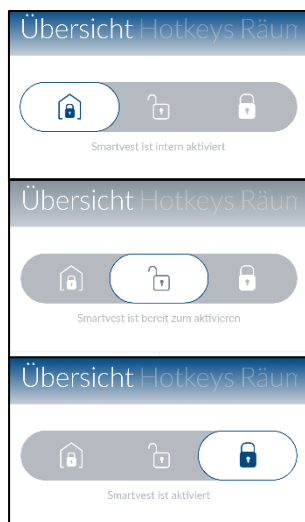 Übersicht Hotkeys Räum
Smartvest ist intern aktiviert
Übersicht Hotkeys Räum
Smartvest ist bereit zum aktivieren
Übersicht Hotkeys Räum
Smartvest ist aktiviert